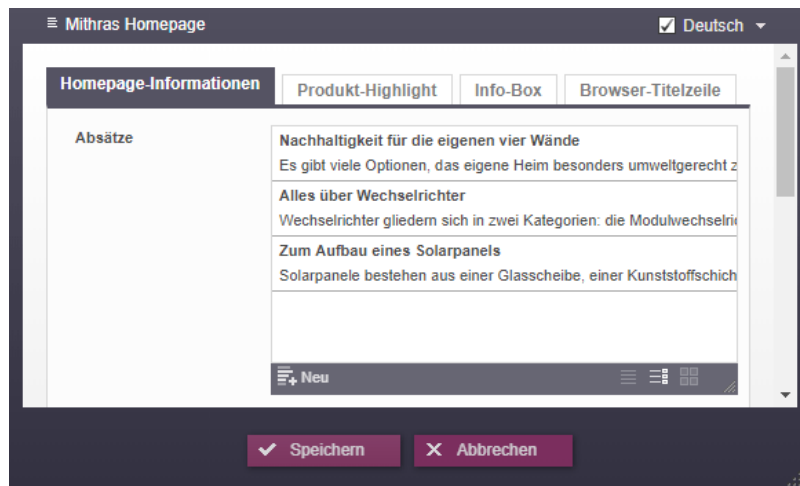 Mithras Homepage
Deutsch
Homepage-Informationen
Produkt-Highlight
Info-Box
Browser-Titelzeile
Absätze
Nachhaltigkeit für die eigenen vier Wände
Es gibt viele Optionen, das eigene Heim besonders umweltgerecht z
Alles über Wechselrichter
Wechselrichter gliedern sich in zwei Kategorien: die Modulwechselri
Zum Aufbau eines Solarpanels
Solarpanele bestehen aus einer Glasscheibe, einer Kunststoffschich
Neu
Speichern
Abbrechen